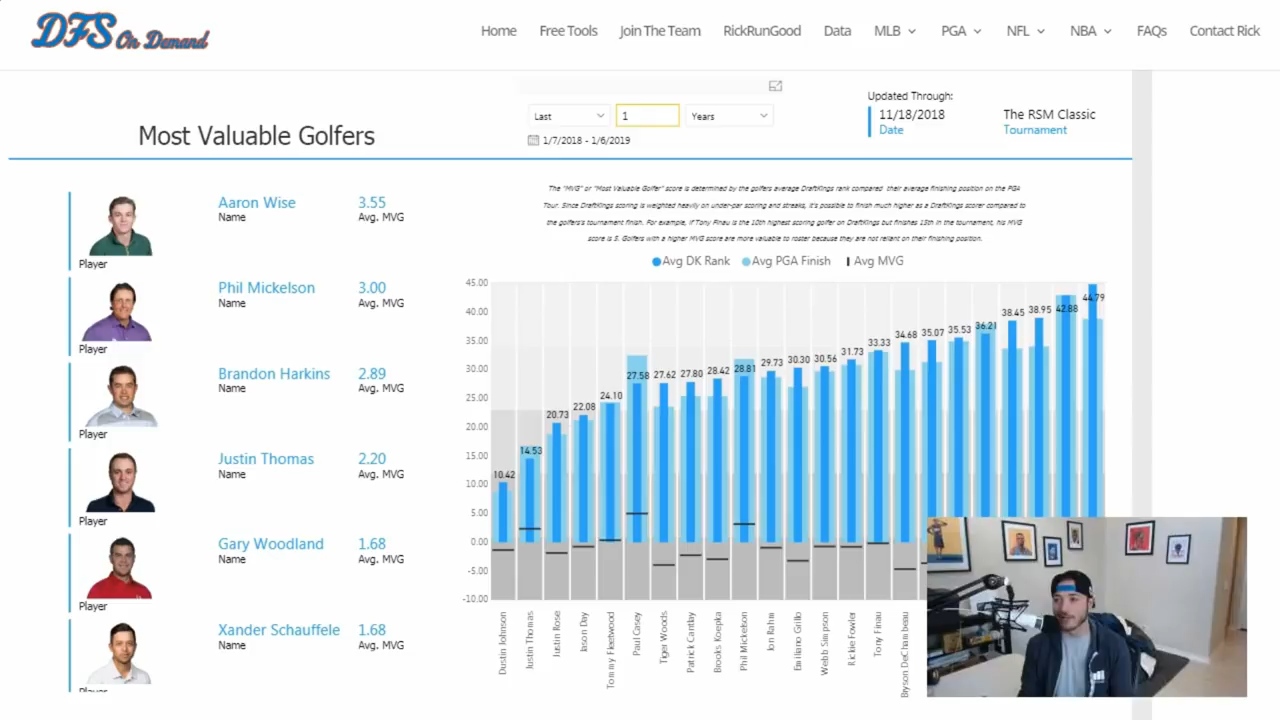 DFS On Demand
Home Free Tools Join The Team RickRunGood Data MLB PGA NFL NBA FAQs Contact Rick
Most Valuable Golfers
Last 1 Years
1/7/2018 - 1/6/2019
Updated Through:
11/18/2018
Date
The RSM Classic
Tournament
Aaron Wise 3.55
Name Avg. MVG
Player
Phil Mickelson 3.00
Name Avg. MVG
Player
Brandon Harkins 2.89
Name Avg. MVG
Player
Justin Thomas 2.20
Name Avg. MVG
Player
Gary Woodland 1.68
Name Avg. MVG
Player
Xander Schauffele 1.68
Name Avg. MVG
Player
The "MVG" or "Most Valuable Golfer" score is determined by the golfers average DraftKings rank compared their average finishing position on the PGA
Tour. Since DraftKings scoring is weighted heavily on under-par scoring and streaks, it's possible to finish much higher as a DraftKings scorer compared to
the golfer's tournament finish. For example, if Tony Finau is the 10th highest scoring golfer on DraftKings but finishes 15th in the tournament, his MVG
score is 5. Golfers with a higher MVG score are more valuable to roster because they are not reliant on their finishing position.
Avg DK Rank Avg PGA Finish Avg MVG
45.00
40.00
35.00
30.00
25.00
20.00
15.00
10.00
5.00
0.00
-5.00
-10.00
10.42 14.53 20.73 22.08 24.10 27.58 27.62 27.80 28.42 28.81 29.73 30.30 30.56 31.73 33.33 34.68 35.07 35.53 36.21 38.45 38.95 42.88 44.79
Dustin Johnson
Justin Thomas
Justin Rose
Jason Day
Tommy Fleetwood
Paul Casey
Tiger Woods
Patrick Cantlay
Brooks Koepka
Phil Mickelson
Jon Rahm
Emiliano Grillo
Webb Simpson
Rickie Fowler
Tony Finau
Bryson DeChambeau